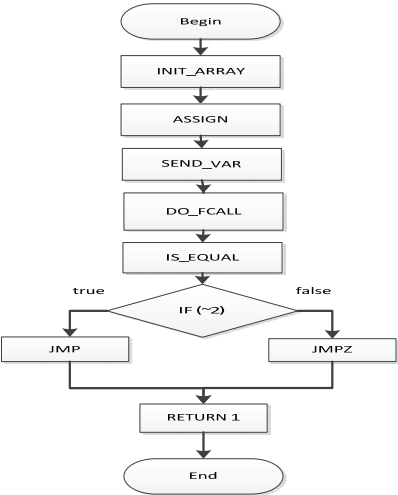 Begin
INIT_ARRAY
ASSIGN
SEND_VAR
DO_FCALL
IS_EQUAL
true
false
IF (~2)
JMP
JMPZ
RETURN 1
End